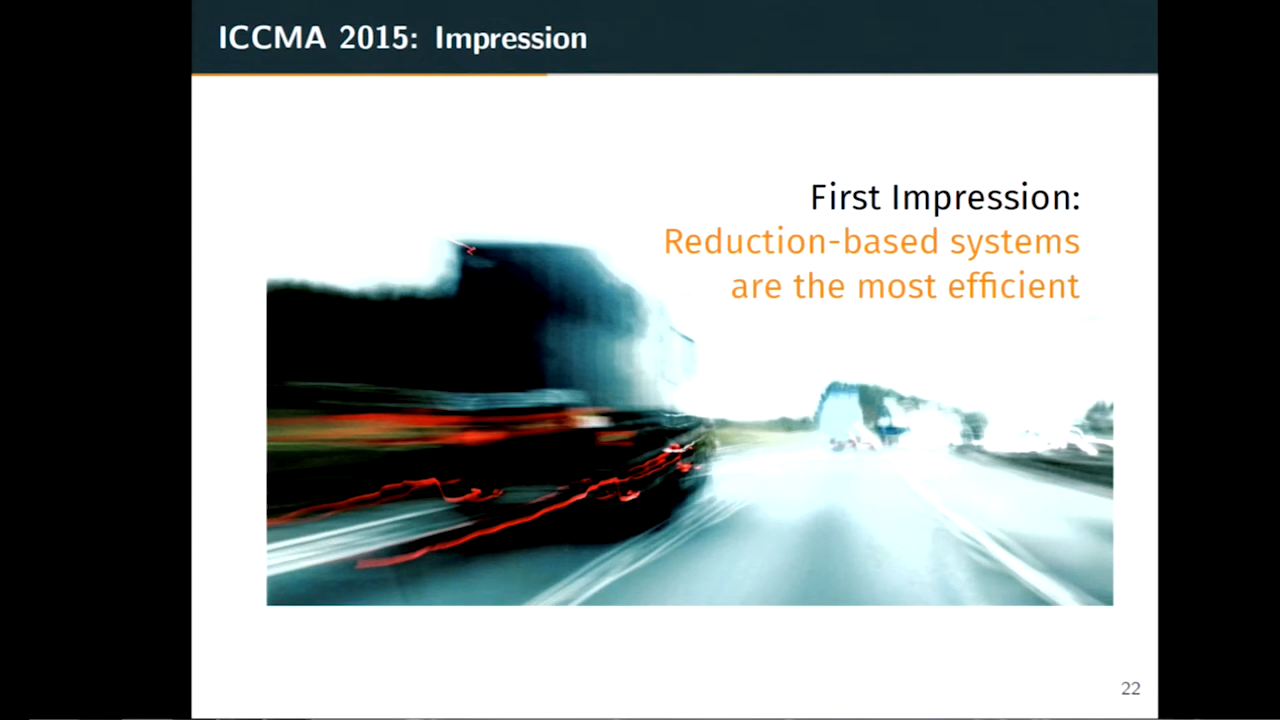 ICCMA 2015: Impression
First Impression:
Reduction-based systems
are the most efficient
22